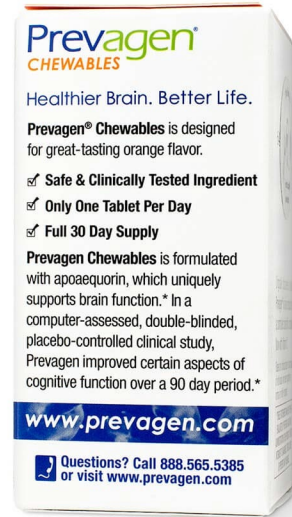 Prevagen®
CHEWABLES
Healthier Brain. Better Life.
Prevagen® Chewables is designed
for great-tasting orange flavor.
Safe & Clinically Tested Ingredient
Only One Tablet Per Day
Full 30 Day Supply
Prevagen Chewables is formulated
with apoaequorin, which uniquely
supports brain function.* In a
computer-assessed, double-blinded,
placebo-controlled clinical study,
Prevagen improved certain aspects of
cognitive function over a 90 day period.*
www.prevagen.com
Questions? Call 888.565.5385
or visit www.prevagen.com